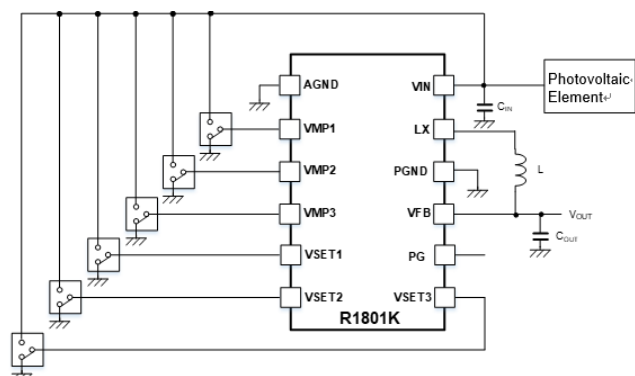 AGND
VMP1
VMP2
VMP3
VSET1
VSET2
VIN
LX
PGND
VFB
PG
VSET3
R1801K
CIN
L
VOUT
COUT
Photovoltaic
Element